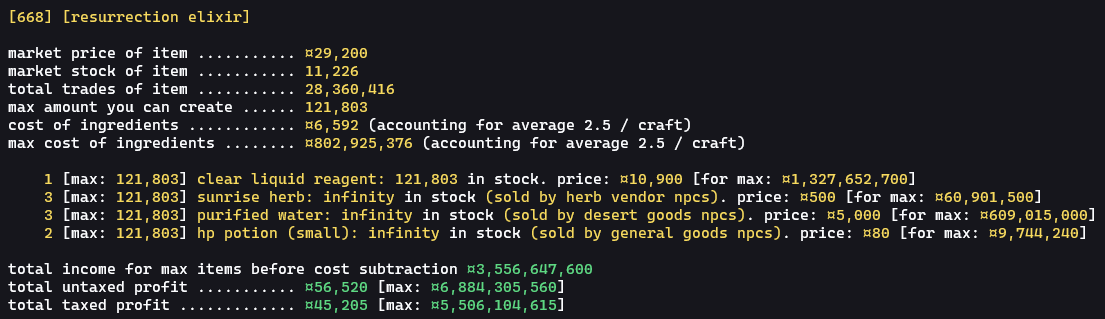 [668] [resurrection elixir]
market price of item ........... ¤29,200
market stock of item ........... 11,226
total trades of item ........... 28,360,416
max amount you can create ...... 121,803
cost of ingredients ............ ¤6,592 (accounting for average 2.5 / craft)
max cost of ingredients ........ ¤802,925,376 (accounting for average 2.5 / craft)
1 [max: 121,803] clear liquid reagent: 121,803 in stock. price: ¤10,900 [for max: ¤1,327,652,700]
3 [max: 121,803] sunrise herb: infinity in stock (sold by herb vendor npcs). price: ¤500 [for max: ¤60,901,500]
3 [max: 121,803] purified water: infinity in stock (sold by desert goods npcs). price: ¤5,000 [for max: ¤609,015,000]
2 [max: 121,803] hp potion (small): infinity in stock (sold by general goods npcs). price: ¤80 [for max: ¤9,744,240]
total income for max items before cost subtraction ¤3,556,647,600
total untaxed profit ........... ¤56,520 [max: ¤6,884,305,560]
total taxed profit ............. ¤45,205 [max: ¤5,506,104,615]